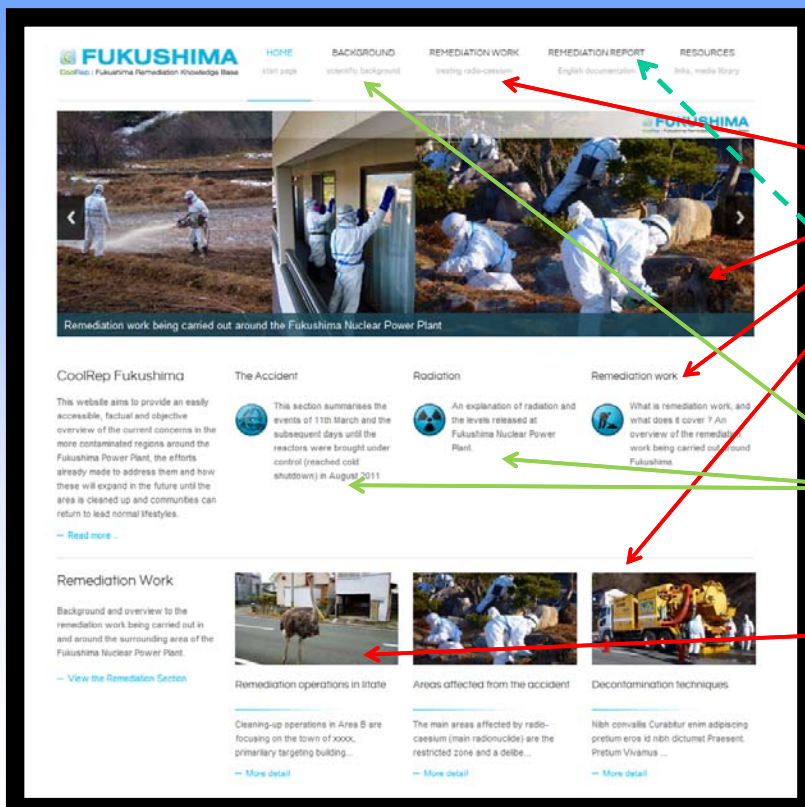 FUKUSHIMA
CoolRep : Fukushima Remediation Knowledge Base
HOME
start page
BACKGROUND
scientific background
REMEDIATION WORK
treating radio-caesium
REMEDIATION REPORT
English documentation
RESOURCES
links, media library
FUKUSHIMA
Remediation work being carried out around the Fukushima Nuclear Power Plant
CoolRep Fukushima
This website aims to provide an easily
accessible, factual and objective
overview of the current concerns in the
more contaminated regions around the
Fukushima Power Plant, the efforts
already made to address them and how
these will expand in the future until the
area is cleaned up and communities can
return to lead normal lifestyles.
— Read more ..
The Accident
This section summarises the
events of 11th March and the
subsequent days until the
reactors were brought under
control (reached cold
shutdown) in August 2011
Radiation
An explanation of radiation and
the levels released at
Fukushima Nuclear Power
Plant.
Remediation work
What is remediation work, and
what does it cover ? An
overview of the remediation
work being carried out around
Fukushima.
Remediation Work
Background and overview to the
remediation work being carried out in
and around the surrounding area of the
Fukushima Nuclear Power Plant.
— View the Remediation Section
Remediation operations in Iitate
Cleaning-up operations in Area B are
focusing on the town of xxxx,
primarilary targeting building...
— More detail
Areas affected from the accident
The main areas affected by radio-
caesium (main radionuclide) are the
restricted zone and a delibe...
— More detail
Decontamination techniques
Nibh convallis Curabitur enim adipiscing
pretium eros id nibh dictumst Praesent.
Pretium Vivamus ...
— More detail